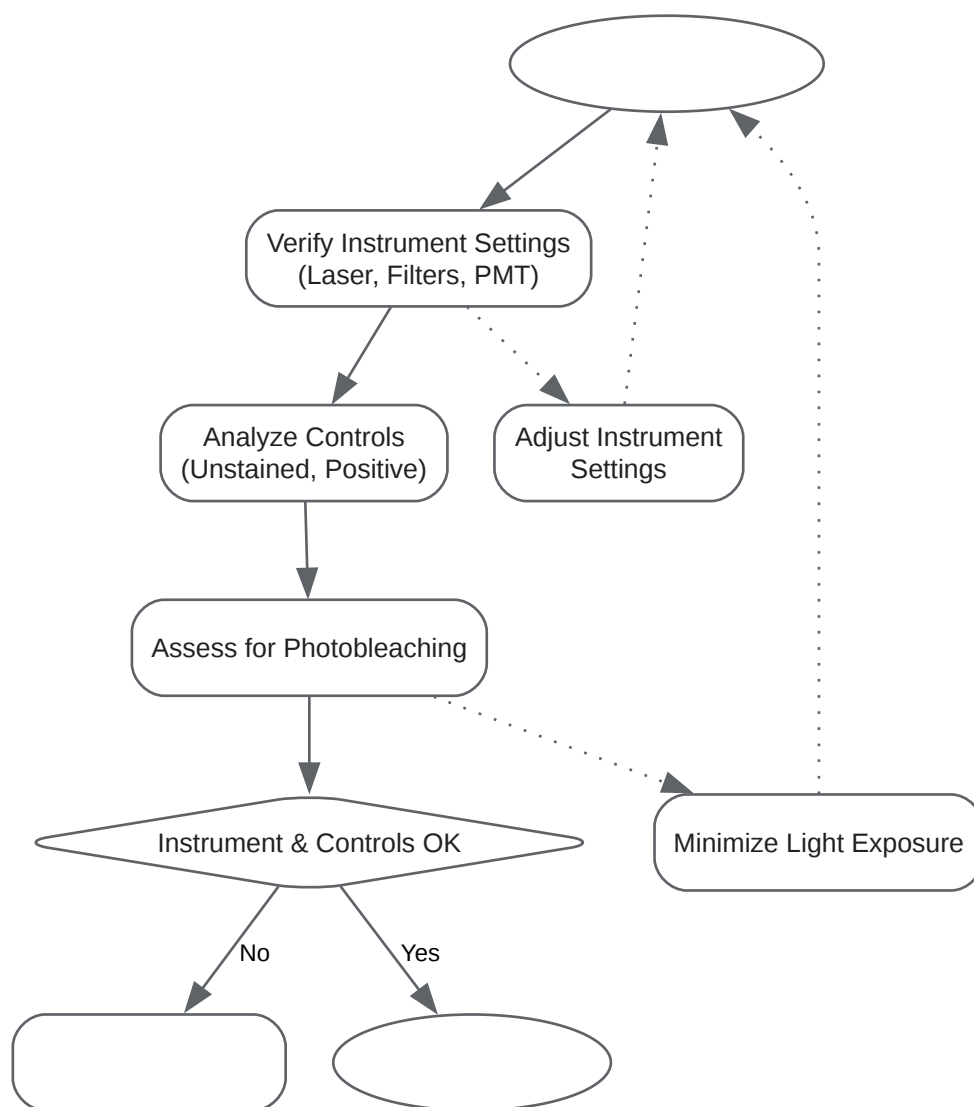 Verify Instrument Settings
(Laser, Filters, PMT)
Analyze Controls
(Unstained, Positive)
Adjust Instrument
Settings
Assess for Photobleaching
Instrument & Controls OK
Minimize Light Exposure
No
Yes